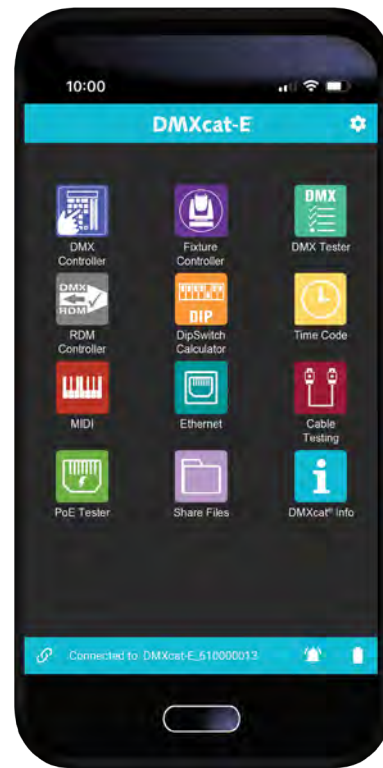 10:00
DMXcat-E
DMX
DMX
Controller
Fixture
Controller
DMX Tester
DMX
RDM
RDM
Controller
DIP
DipSwitch
Calculator
Time Code
MIDI
Ethernet
Cable
Testing
PoE Tester
Share Files
i
DMXcat® Info
Connected to: DMXcat-E_510000013